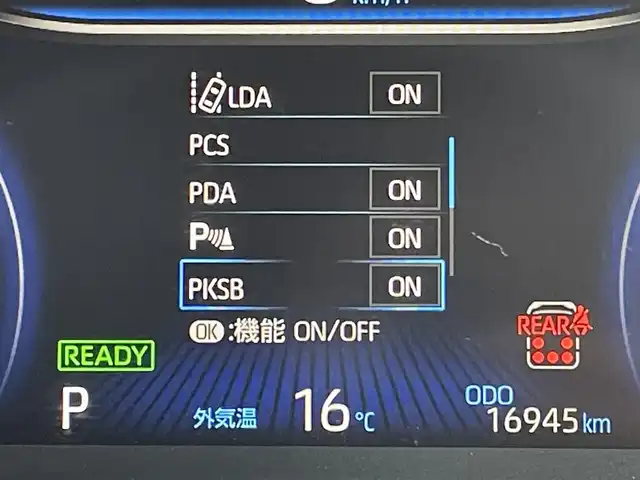 km/h
LDA ON
PCS
PDA ON
P ON
PKSB ON
OK :機能 ON/OFF
REAR
READY
P
外気温 16 °C
ODO
16945 km